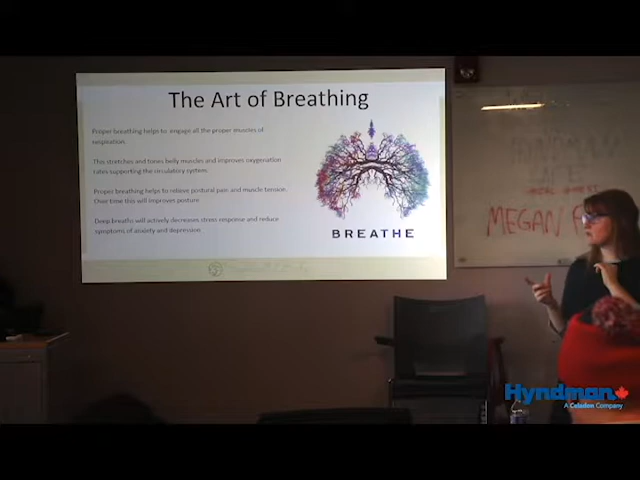 The Art of Breathing
Proper breathing helps to engage all the proper muscles of
respiration.
This stretches and tones belly muscles and improves oxygenation
rates supporting the circulatory system.
Proper breathing helps to relieve postural pain and muscle tension.
Over time this will improves posture
Deep breaths will actively decreases stress response and reduce
symptoms of anxiety and depression
BREATHE
MEGAN
Hyndman
A Celadon Company